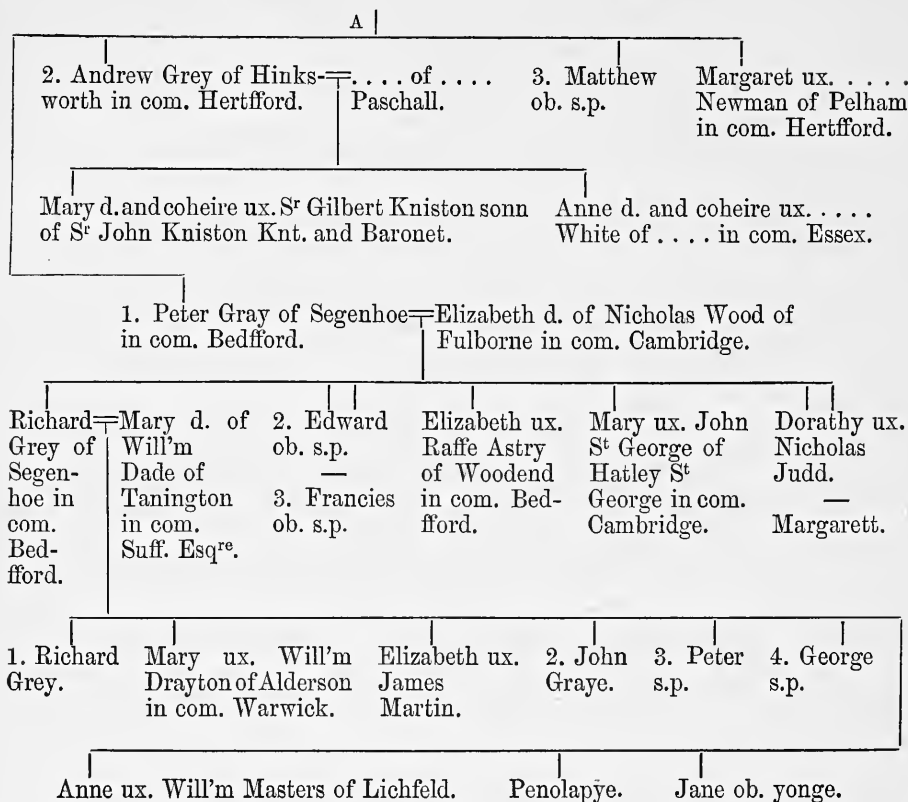 A
2. Andrew Grey of Hinks-
worth in com. Hertfford.
. . . . of . . . .
Paschall.
3. Matthew
ob. s.p.
Margaret ux. . . . . .
Newman of Pelham
in com. Hertfford.
Mary d. and coheire ux. Sʳ Gilbert Kniston sonn
of Sʳ John Kniston Knt. and Baronet.
Anne d. and coheire ux. . . . . .
White of . . . . in com. Essex.
1. Peter Gray of Segenhoe
in com. Bedfford.
Elizabeth d. of Nicholas Wood of
Fulborne in com. Cambridge.
Richard
Grey of
Segen-
hoe in
com.
Bed-
fford.
Mary d. of
Will'm
Dade of
Tanington
in com.
Suff. Esqʳᵉ.
2. Edward
ob. s.p.
—
3. Francies
ob. s.p.
Elizabeth ux.
Raffe Astry
of Woodend
in com. Bed-
fford.
Mary ux. John
Sᵗ George of
Hatley Sᵗ
George in com.
Cambridge.
Dorathy ux.
Nicholas
Judd.
—
Margarett.
1. Richard
Grey.
Mary ux. Will'm
Drayton of Alderson
in com. Warwick.
Elizabeth ux.
James
Martin.
2. John
Graye.
3. Peter
s.p.
4. George
s.p.
Anne ux. Will'm Masters of Lichfeld.
Penolapye.
Jane ob. yonge.